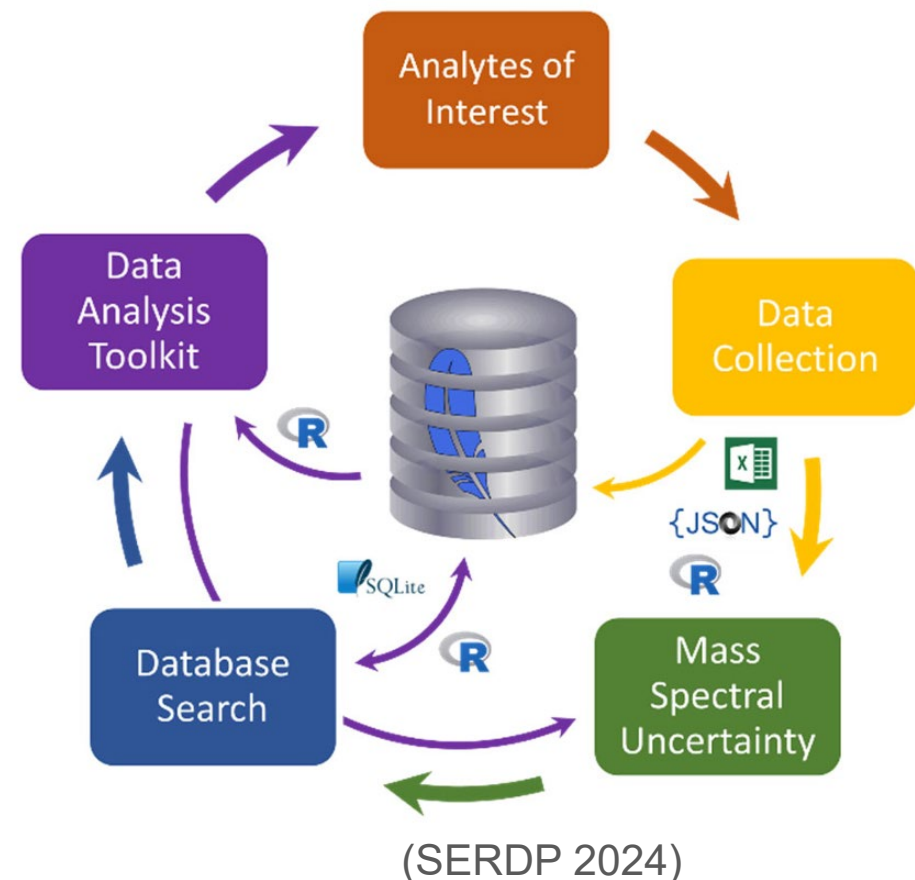 Analytes of
Interest
Data
Analysis
Toolkit
Data
Collection
R
X
{JSON}
R
SQLite
R
Database
Search
Mass
Spectral
Uncertainty
(SERDP 2024)